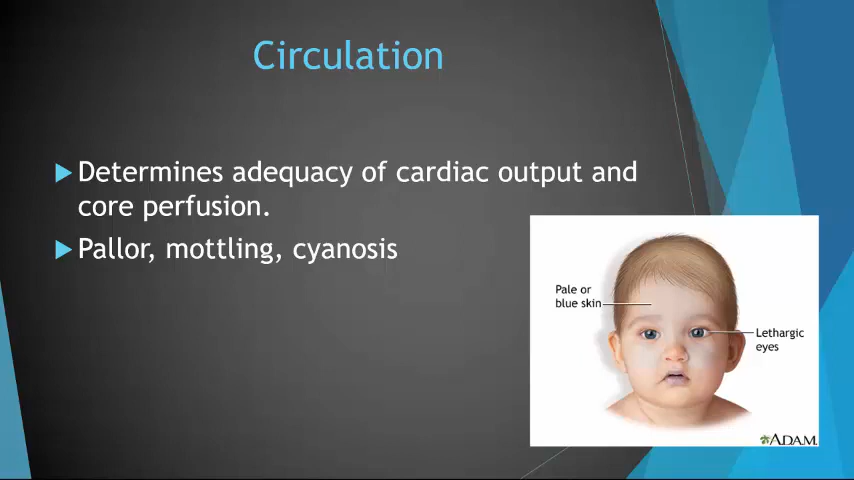 Circulation
Determines adequacy of cardiac output and
core perfusion.
Pallor, mottling, cyanosis
Pale or
blue skin
Lethargic
eyes
ADAM.